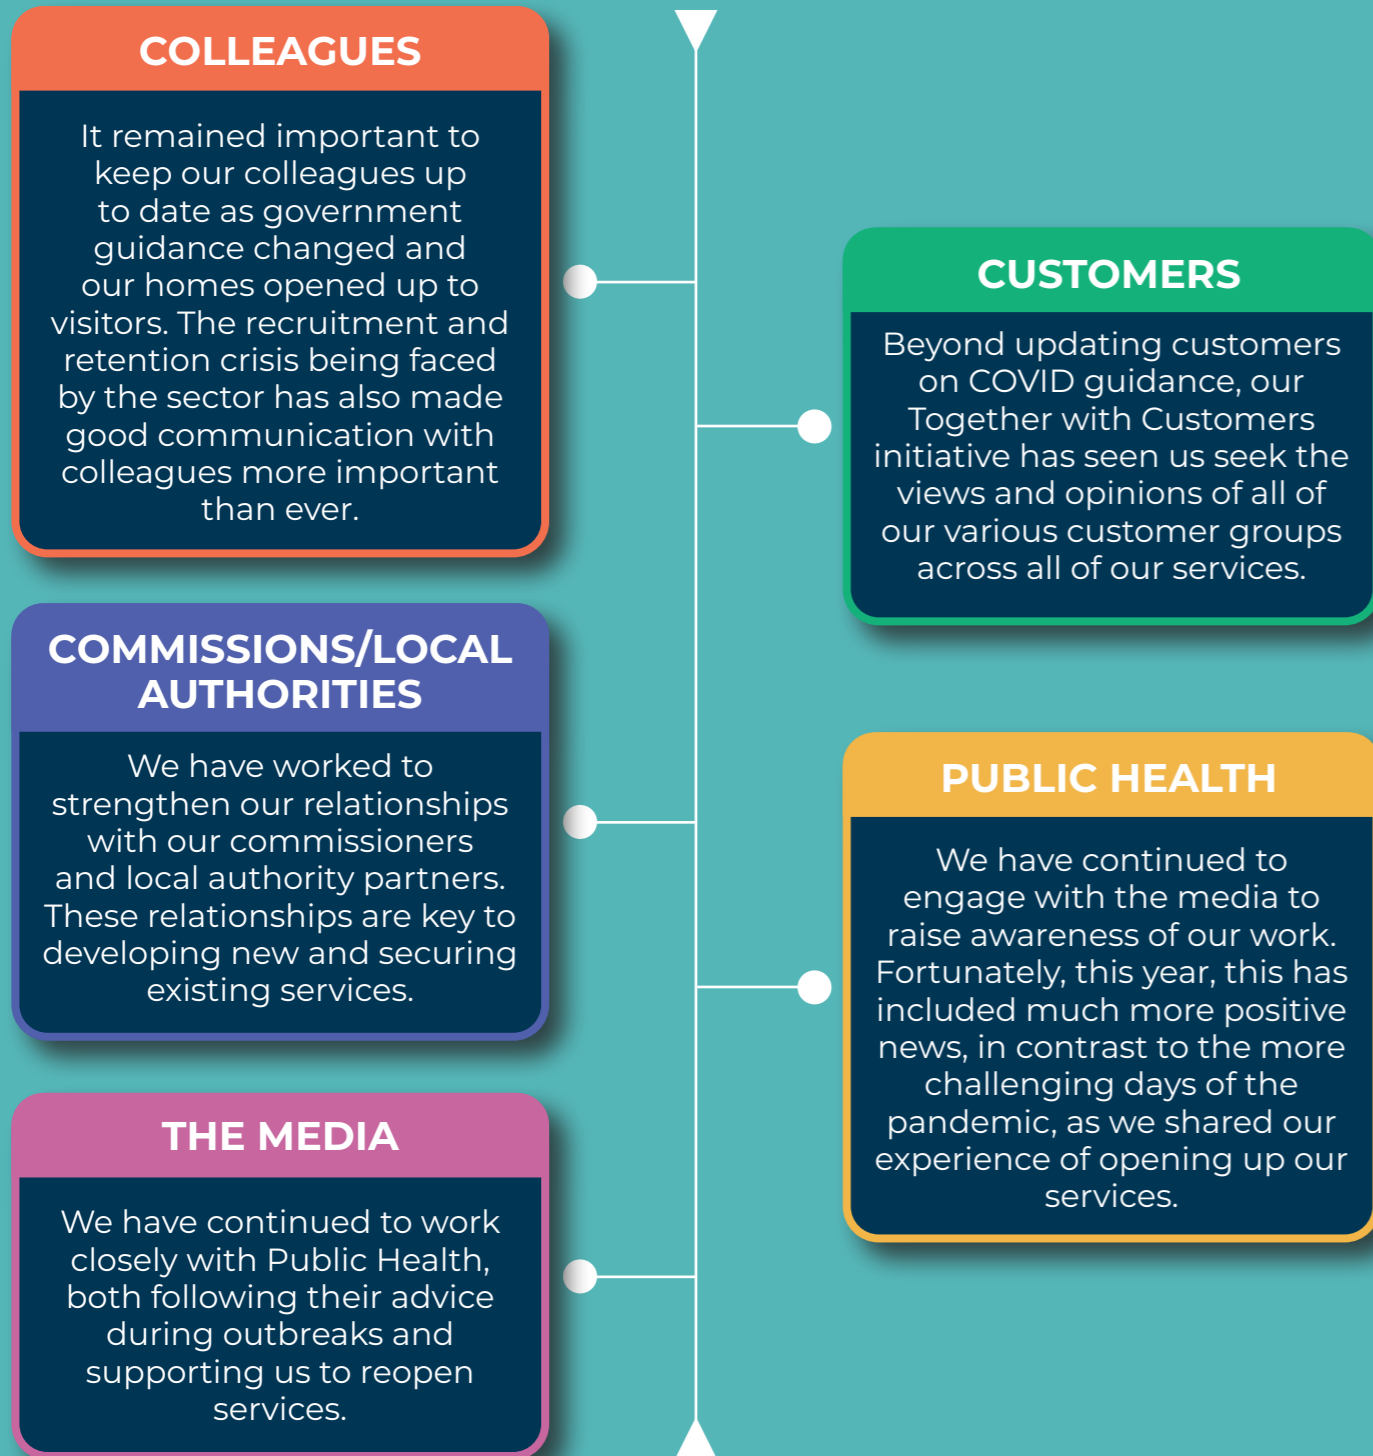 COLLEAGUES
It remained important to
keep our colleagues up
to date as government
guidance changed and
our homes opened up to
visitors. The recruitment and
retention crisis being faced
by the sector has also made
good communication with
colleagues more important
than ever.
CUSTOMERS
Beyond updating customers
on COVID guidance, our
Together with Customers
initiative has seen us seek the
views and opinions of all of
our various customer groups
across all of our services.
COMMISSIONS/LOCAL
AUTHORITIES
We have worked to
strengthen our relationships
with our commissioners
and local authority partners.
These relationships are key to
developing new and securing
existing services.
PUBLIC HEALTH
We have continued to
engage with the media to
raise awareness of our work.
Fortunately, this year, this has
included much more positive
news, in contrast to the more
challenging days of the
pandemic, as we shared our
experience of opening up our
services.
THE MEDIA
We have continued to work
closely with Public Health,
both following their advice
during outbreaks and
supporting us to reopen
services.